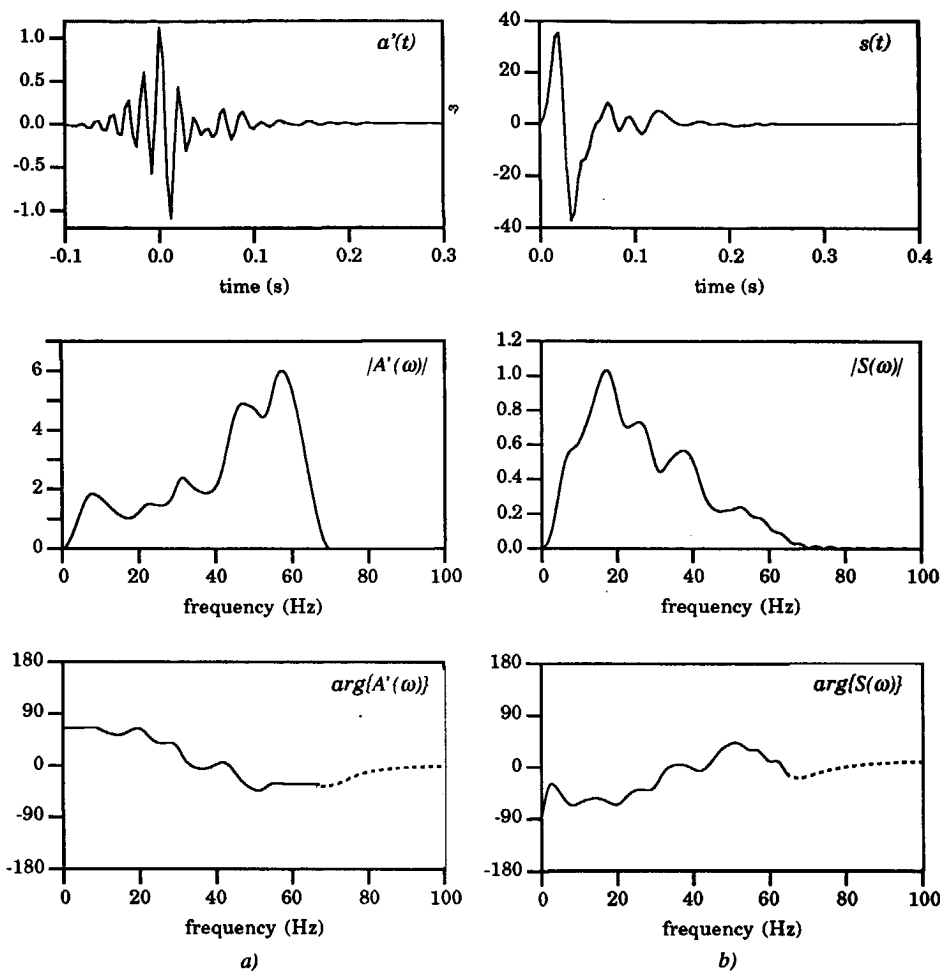 a'(t)
1.0
0.5
0.0
-0.5
-1.0
-0.1 0.0 0.1 0.2 0.3
time (s)
ω
s(t)
40
20
0
-20
-40
0.0 0.1 0.2 0.3 0.4
time (s)
|A'(ω)|
6
4
2
0
0 20 40 60 80 100
frequency (Hz)
|S(ω)|
1.2
1.0
0.8
0.6
0.4
0.2
0.0
0 20 40 60 80 100
frequency (Hz)
arg{A'(ω)}
180
90
0
-90
-180
0 20 40 60 80 100
frequency (Hz)
a)
arg{S(ω)}
180
90
0
-90
-180
0 20 40 60 80 100
frequency (Hz)
b)